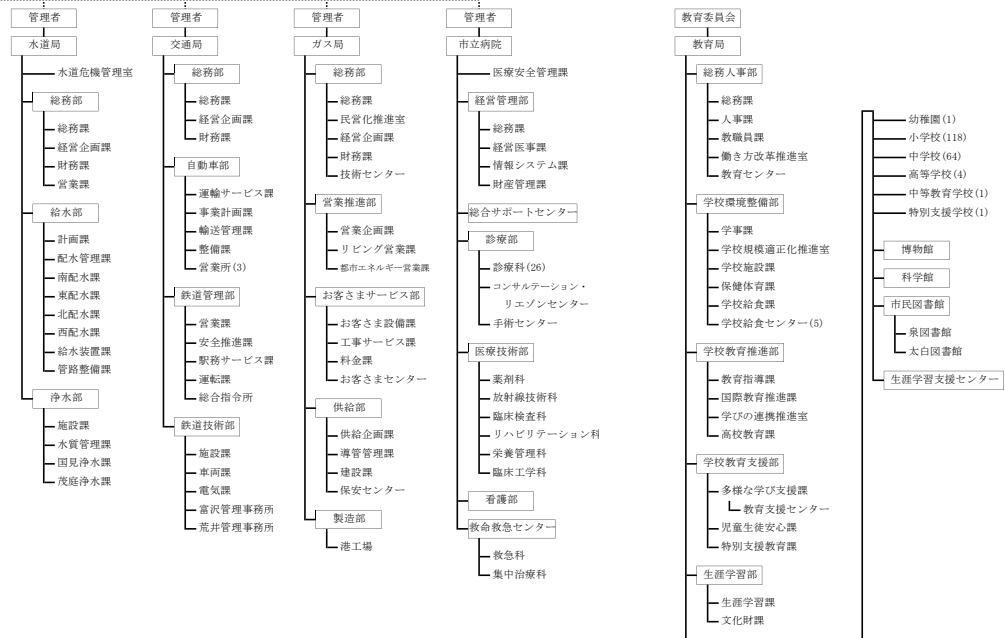 管理者
水道局
水道危機管理室
総務部
総務課
経営企画課
財務課
営業課
給水部
計画課
配水管理課
南配水課
東配水課
北配水課
西配水課
給水装置課
管路整備課
浄水部
施設課
水質管理課
国見浄水課
茂庭浄水課
管理者
交通局
総務部
総務課
経営企画課
財務課
自動車部
運輸サービス課
事業計画課
輸送管理課
整備課
営業所(3)
鉄道管理部
営業課
安全推進課
駅務サービス課
運転課
総合指令所
鉄道技術部
施設課
車両課
電気課
富沢管理事務所
荒井管理事務所
管理者
ガス局
総務部
総務課
民営化推進室
経営企画課
財務課
技術センター
営業推進部
営業企画課
リビング営業課
都市エネルギー営業課
お客さまサービス部
お客さま設備課
工事サービス課
料金課
お客さまセンター
供給部
供給企画課
導管管理課
建設課
保安センター
製造部
港工場
管理者
市立病院
医療安全管理課
経営管理部
総務課
経営医事課
情報システム課
財産管理課
総合サポートセンター
診療部
診療科(26)
コンサルテーション・
リエゾンセンター
手術センター
医療技術部
薬剤科
放射線技術科
臨床検査科
リハビリテーション科
栄養管理科
臨床工学科
看護部
救命救急センター
救急科
集中治療科
教育委員会
教育局
総務人事部
総務課
人事課
教職員課
働き方改革推進室
教育センター
学校環境整備部
学事課
学校規模適正化推進室
学校施設課
保健体育課
学校給食課
学校給食センター(5)
学校教育推進部
教育指導課
国際教育推進課
学びの連携推進室
高校教育課
学校教育支援部
多様な学び支援課
教育支援センター
児童生徒安心課
特別支援教育課
生涯学習部
生涯学習課
文化財課
幼稚園(1)
小学校(118)
中学校(64)
高等学校(4)
中等教育学校(1)
特別支援学校(1)
博物館
科学館
市民図書館
泉図書館
太白図書館
生涯学習支援センター